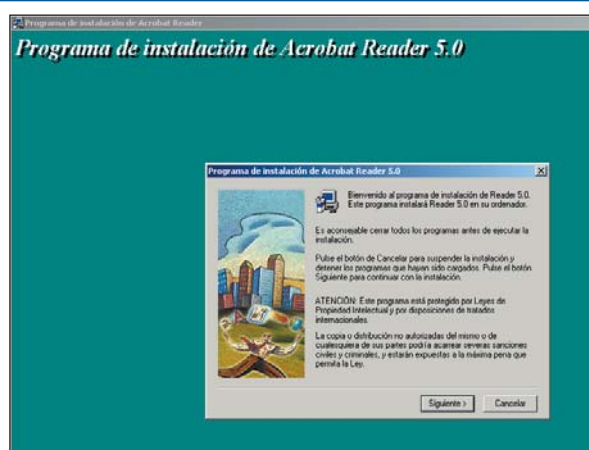 Programa de instalación de Acrobat Reader
Programa de instalación de Acrobat Reader 5.0
Programa de instalación de Acrobat Reader 5.0
Bienvenido al programa de instalación de Reader 5.0.
Este programa instalará Reader 5.0 en su ordenador.
Es aconsejable cerrar todos los programas antes de ejecutar la
instalación.
Pulse el botón de Cancelar para suspender la instalación y
detener los programas que hayan sido cargados. Pulse el botón
Siguiente para continuar con la instalación.
ATENCIÓN: Este programa está protegido por Leyes de
Propiedad Intelectual y por disposiciones de tratados
internacionales.
La copia o distribución no autorizadas del mismo o de
cualesquiera de sus partes podría acarrear severas sanciones
civiles y criminales, y estarán expuestas a la máxima pena que
permita la Ley.
Siguiente >
Cancelar